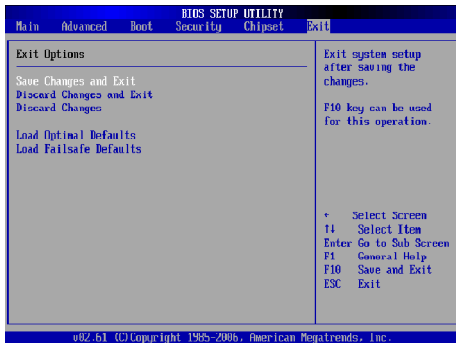 BIOS SETUP UTILITY
Main Advanced Boot Security Chipset Exit
Exit Options
Save Changes and Exit
Discard Changes and Exit
Discard Changes
Load Optimal Defaults
Load Failsafe Defaults
Exit system setup
after saving the
changes.
F10 key can be used
for this operation.
← Select Screen
↑↓ Select Item
Enter Go to Sub Screen
F1 General Help
F10 Save and Exit
ESC Exit
v02.61 (C)Copyright 1985-2006, American Megatrends, Inc.